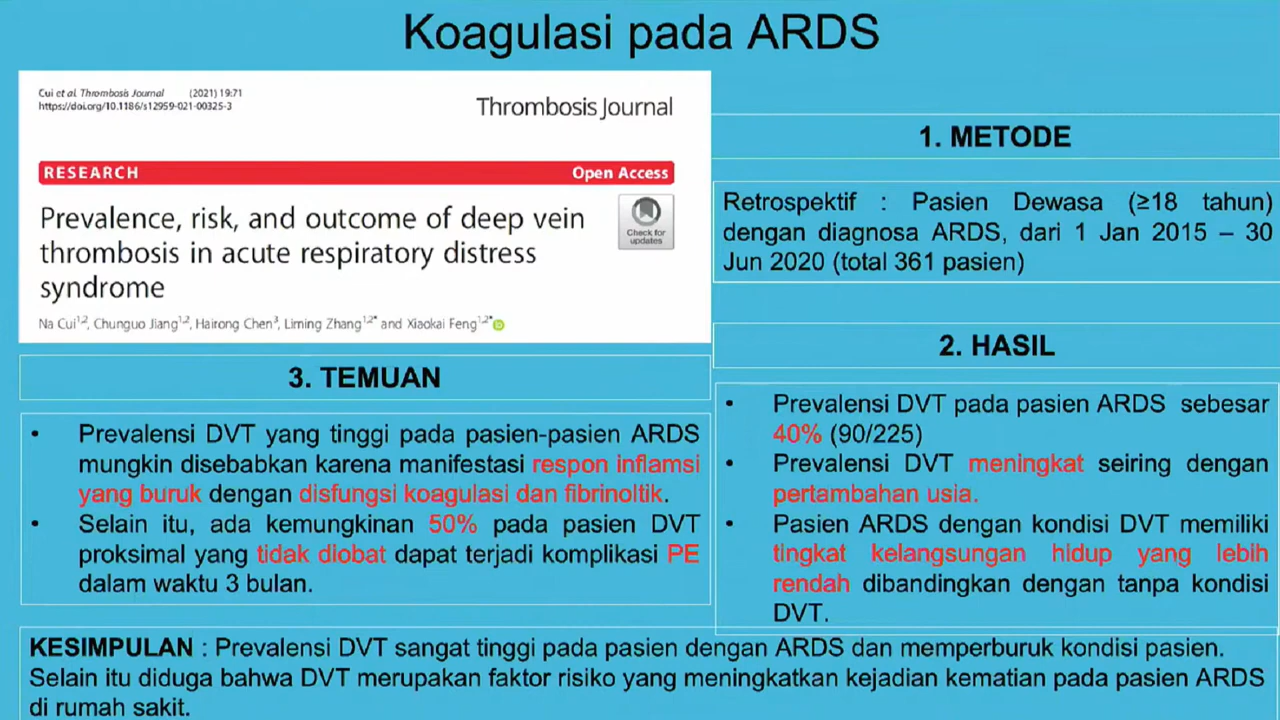 Koagulasi pada ARDS
Cui et al. Thrombosis Journal (2021) 19:71
https://doi.org/10.1186/s12959-021-00325-3
Thrombosis Journal
RESEARCH
Open Access
Prevalence, risk, and outcome of deep vein
thrombosis in acute respiratory distress
syndrome
Check for
updates
Na Cui1,2, Chunguo Jiang1,2, Hairong Chen3, Liming Zhang1,2* and Xiaokai Feng1,2*
1. METODE
Retrospektif : Pasien Dewasa (≥18 tahun)
dengan diagnosa ARDS, dari 1 Jan 2015 – 30
Jun 2020 (total 361 pasien)
2. HASIL
• Prevalensi DVT pada pasien ARDS sebesar
40% (90/225)
• Prevalensi DVT meningkat seiring dengan
pertambahan usia.
• Pasien ARDS dengan kondisi DVT memiliki
tingkat kelangsungan hidup yang lebih
rendah dibandingkan dengan tanpa kondisi
DVT.
3. TEMUAN
• Prevalensi DVT yang tinggi pada pasien-pasien ARDS
mungkin disebabkan karena manifestasi respon inflamsi
yang buruk dengan disfungsi koagulasi dan fibrinoltik.
• Selain itu, ada kemungkinan 50% pada pasien DVT
proksimal yang tidak diobat dapat terjadi komplikasi PE
dalam waktu 3 bulan.
KESIMPULAN : Prevalensi DVT sangat tinggi pada pasien dengan ARDS dan memperburuk kondisi pasien.
Selain itu diduga bahwa DVT merupakan faktor risiko yang meningkatkan kejadian kematian pada pasien ARDS
di rumah sakit.